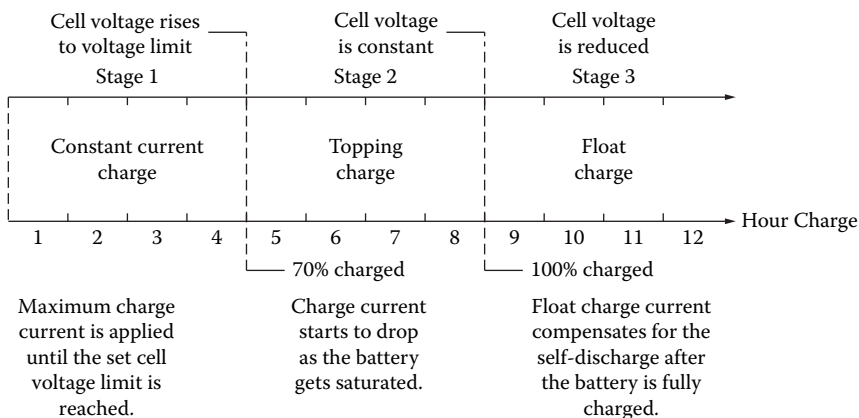 Cell voltage rises
to voltage limit
Cell voltage
is constant
Cell voltage
is reduced
Stage 1
Stage 2
Stage 3
Constant current
charge
Topping
charge
Float
charge
Hour Charge
1 2 3 4 5 6 7 8 9 10 11 12
70% charged
100% charged
Maximum charge
current is applied
until the set cell
voltage limit is
reached.
Charge current
starts to drop
as the battery
gets saturated.
Float charge current
compensates for the
self-discharge after
the battery is fully
charged.